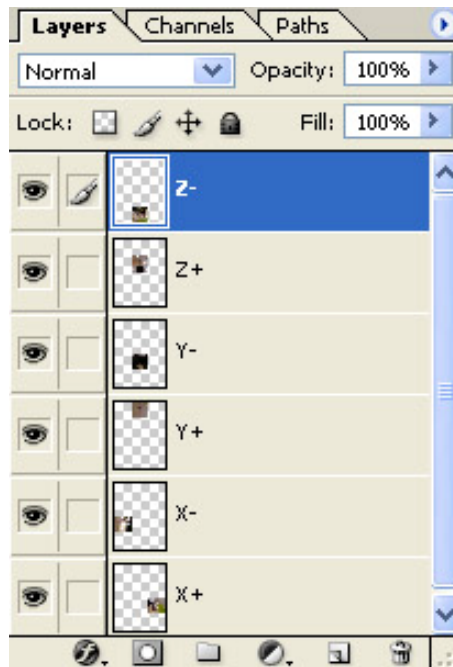 Layers Channels Paths
Normal Opacity: 100%
Lock: Fill: 100%
Z-
Z+
Y-
Y+
X-
X+